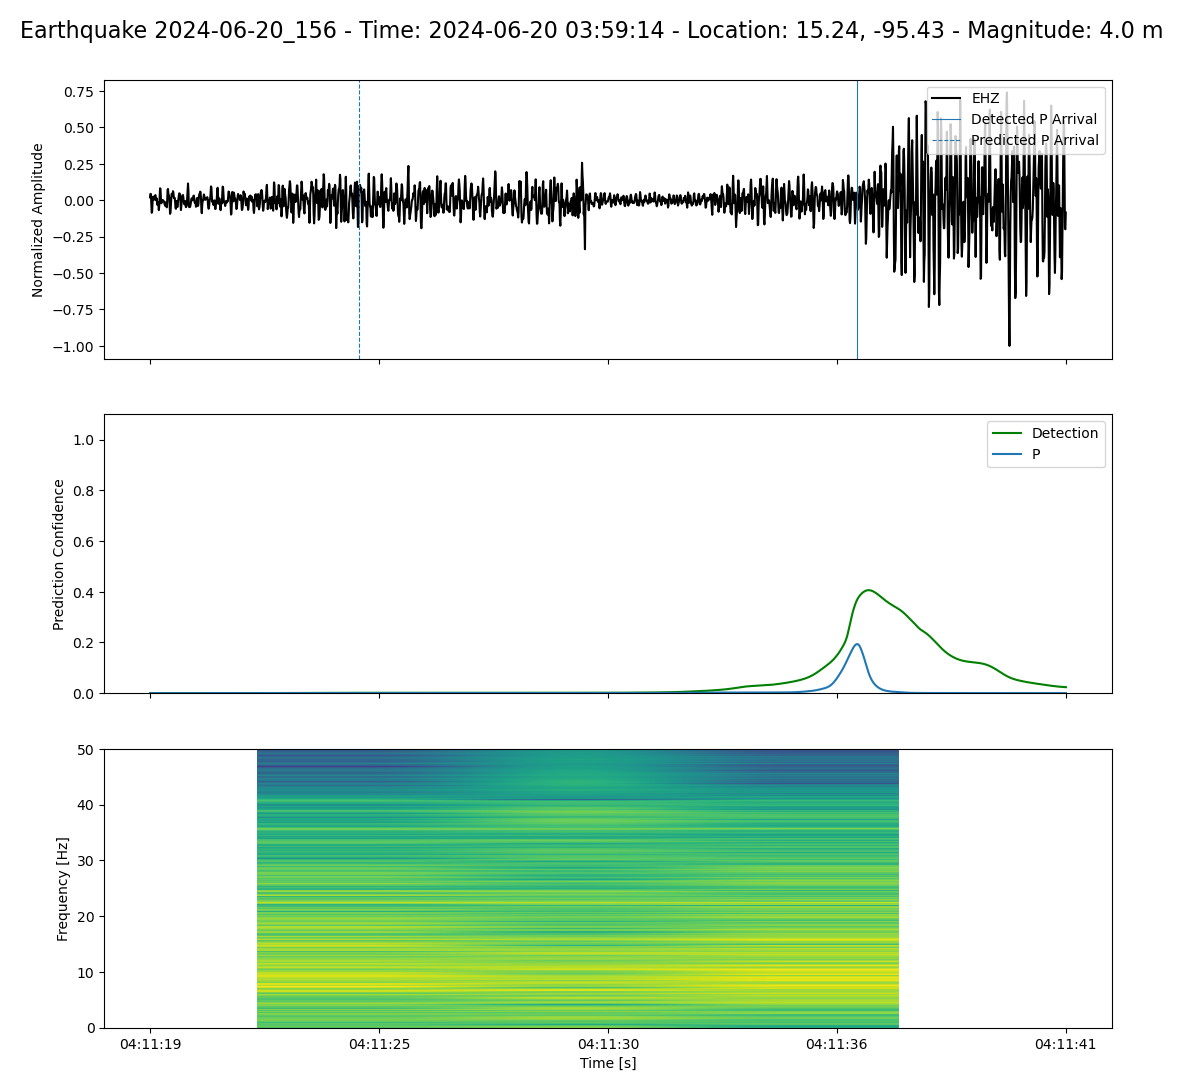 Earthquake 2024-06-20_156 - Time: 2024-06-20 03:59:14 - Location: 15.24, -95.43 - Magnitude: 4.0 m
Normalized Amplitude
0.75
0.50
0.25
0.00
−0.25
−0.50
−0.75
−1.00
EHZ
Detected P Arrival
Predicted P Arrival
Prediction Confidence
1.0
0.8
0.6
0.4
0.2
0.0
Detection
P
Frequency [Hz]
50
40
30
20
10
0
04:11:19 04:11:25 04:11:30 04:11:36 04:11:41
Time [s]